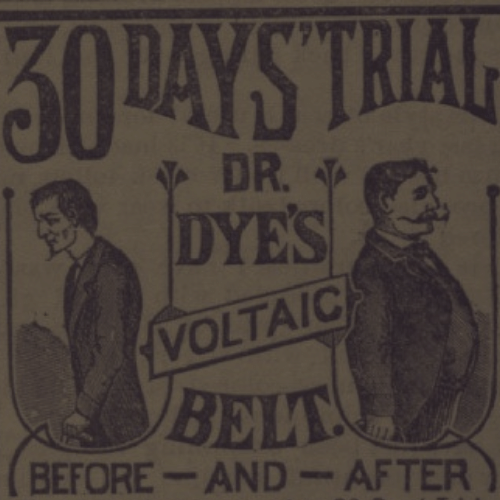 30 DAYS' TRIAL
DR.
DYE'S
VOLTAIC
BELT.
BEFORE — AND — AFTER